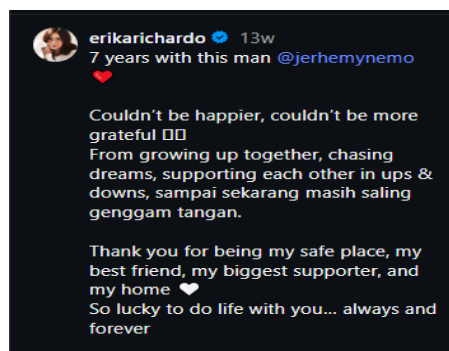 erikarichardo 13w
7 years with this man @jerhemynemo
❤️
Couldn't be happier, couldn't be more
grateful ▯▯
From growing up together, chasing
dreams, supporting each other in ups &
downs, sampai sekarang masih saling
genggam tangan.
Thank you for being my safe place, my
best friend, my biggest supporter, and
my home 🤍
So lucky to do life with you... always and
forever